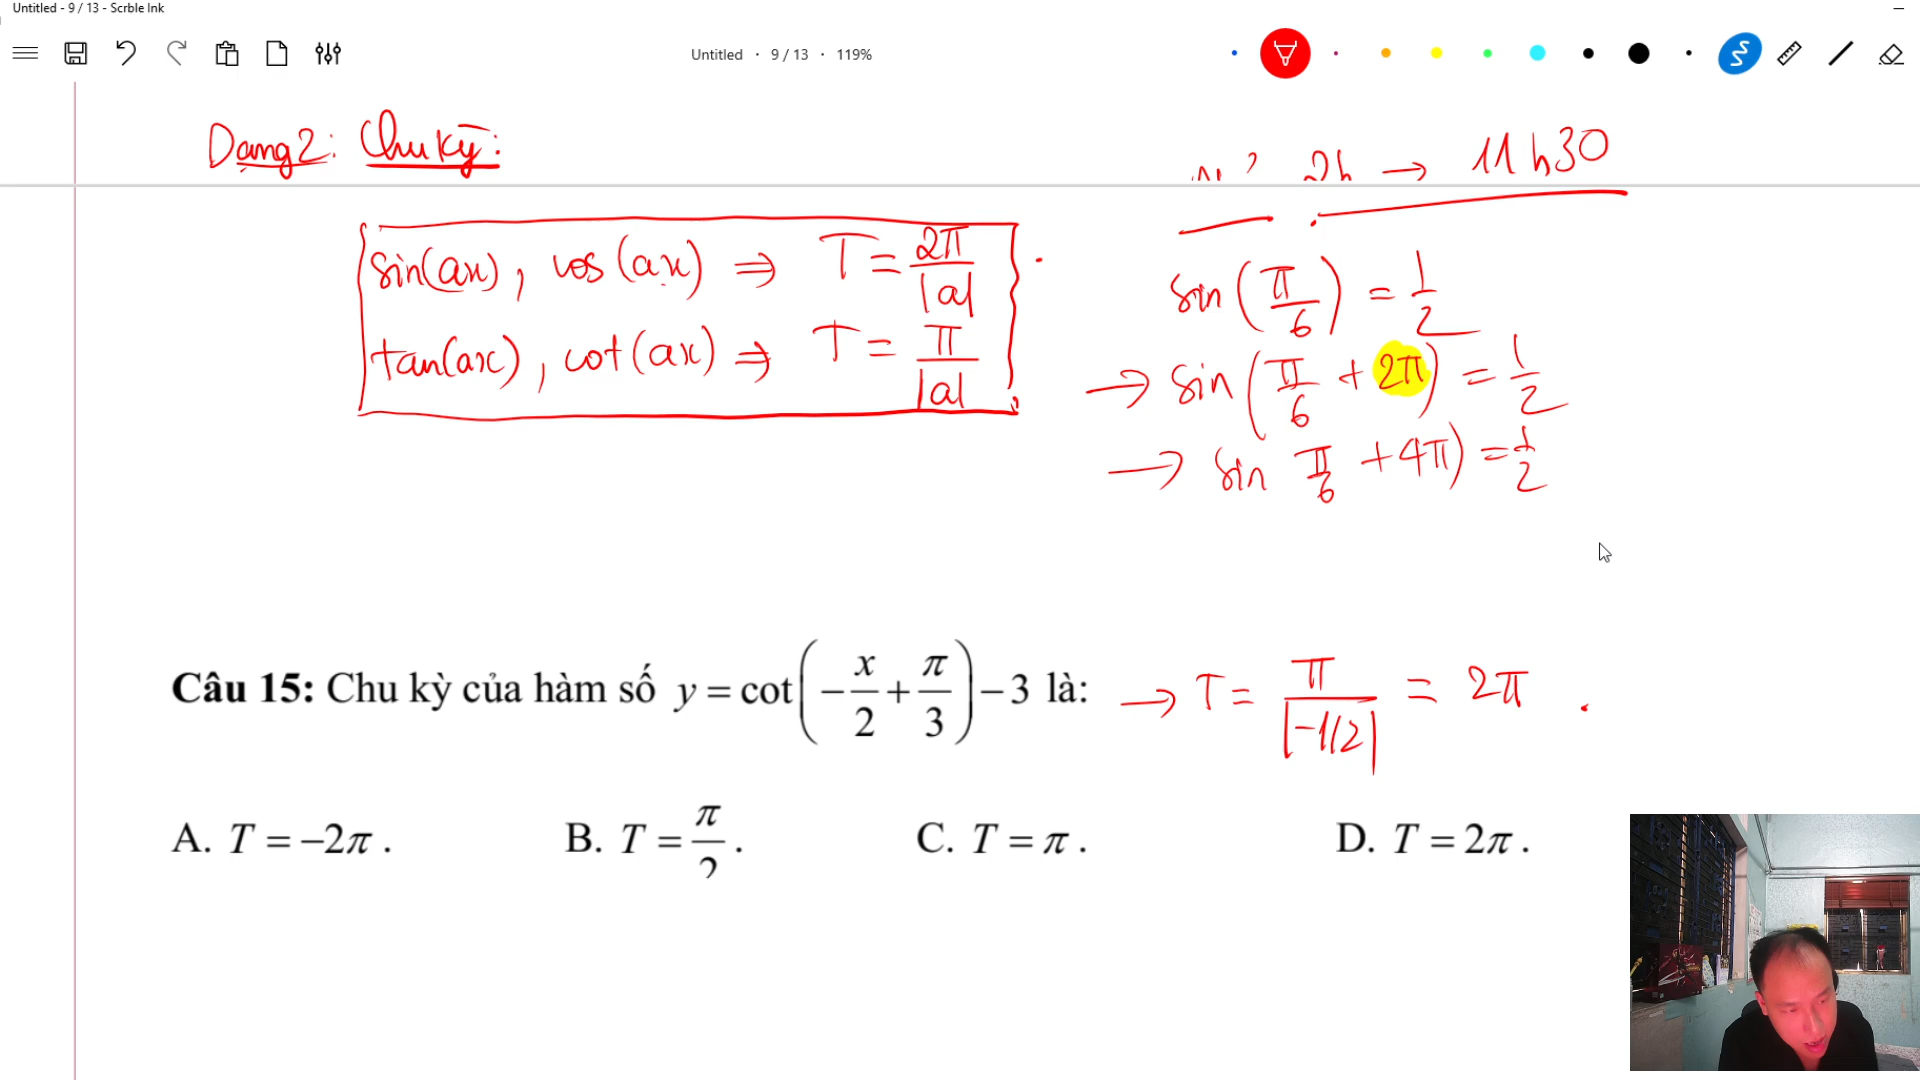 Untitled - 9 / 13 - Scrble Ink
Untitled · 9 / 13 · 119%
Dạng 2: Chu kỳ:
2h → 11h30
sin(ax), cos(ax) ⇒ T = 2π/|a|
tan(ax), cot(ax) ⇒ T = π/|a|
sin(π/6) = 1/2
→ sin(π/6 + 2π) = 1/2
→ sin π/6 + 4π) = 1/2
Câu 15: Chu kỳ của hàm số y = cot(-x/2 + π/3) - 3 là: → T = π/|-1/2| = 2π .
A. T = -2π . B. T = π/2 . C. T = π . D. T = 2π .